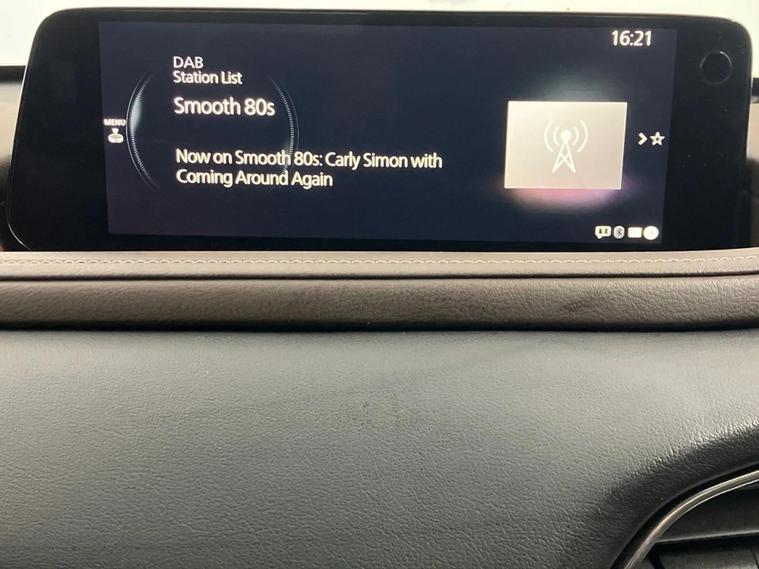 16:21
DAB
Station List
Smooth 80s
MENU
Now on Smooth 80s: Carly Simon with
Coming Around Again